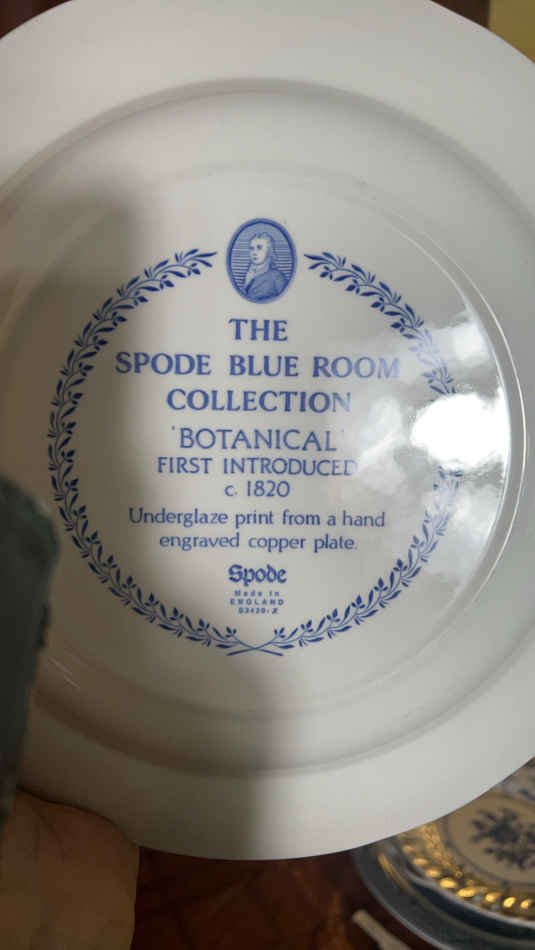 THE
SPODE BLUE ROOM
COLLECTION
'BOTANICAL'
FIRST INTRODUCED
c. 1820
Underglaze print from a hand
engraved copper plate.
Spode
Made in
ENGLAND
S3420-Z